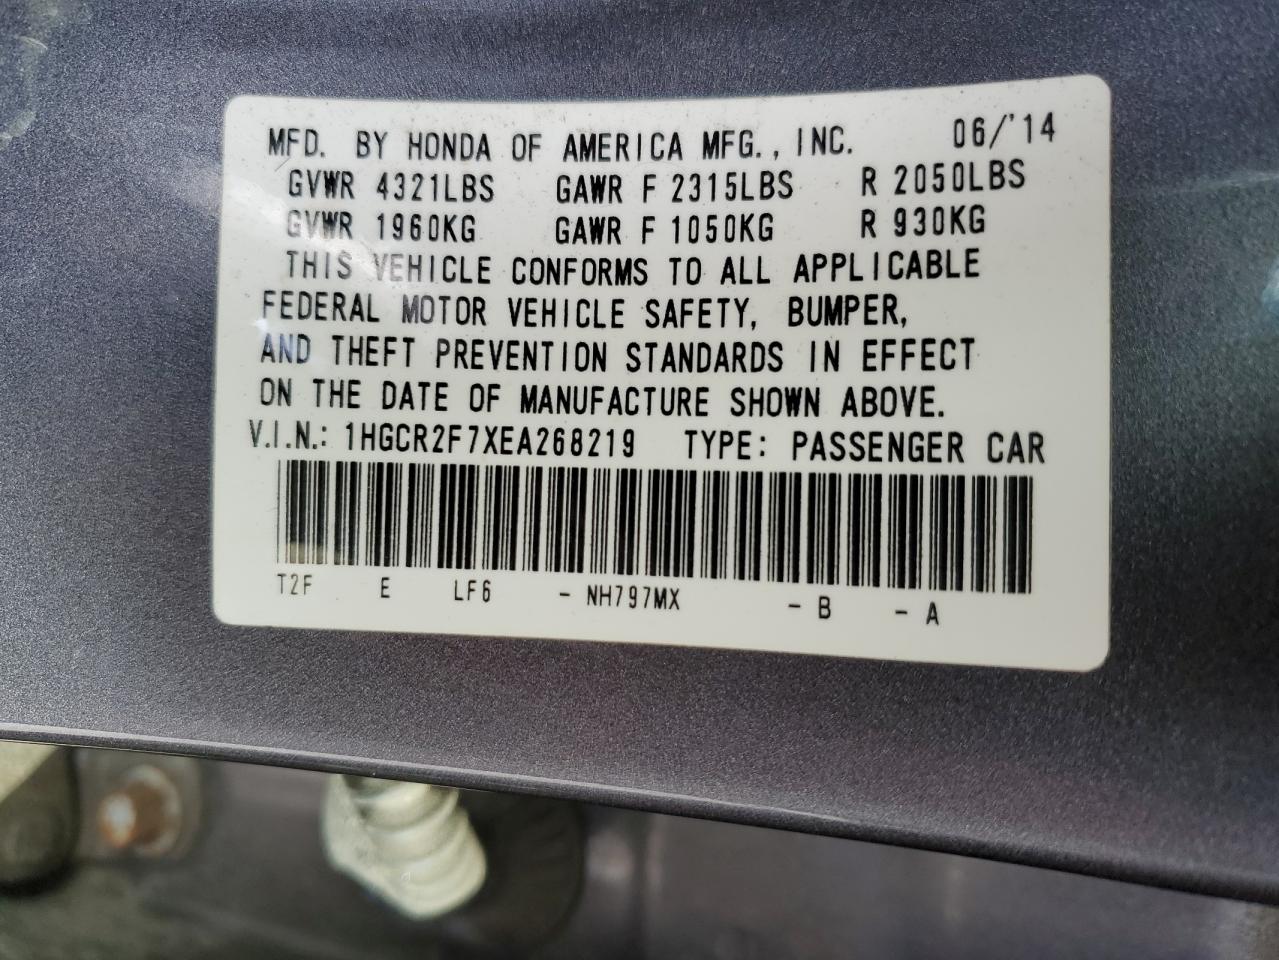 MFD. BY HONDA OF AMERICA MFG., INC. 06/'14
GVWR 4321LBS GAWR F 2315LBS R 2050LBS
GVWR 1960KG GAWR F 1050KG R 930KG
THIS VEHICLE CONFORMS TO ALL APPLICABLE
FEDERAL MOTOR VEHICLE SAFETY, BUMPER,
AND THEFT PREVENTION STANDARDS IN EFFECT
ON THE DATE OF MANUFACTURE SHOWN ABOVE.
V.I.N.: 1HGCR2F7XEA268219 TYPE: PASSENGER CAR
T2F E LF6 - NH797MX - B - A